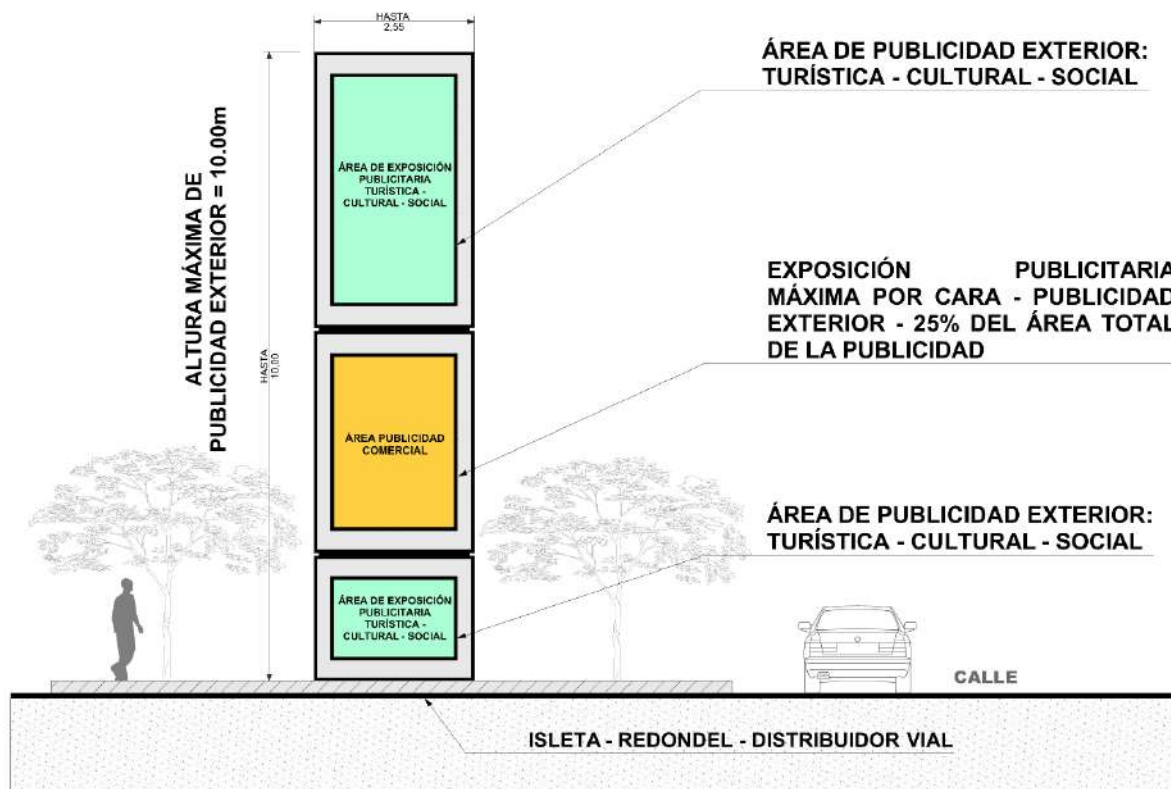 HASTA
2,55
ÁREA DE PUBLICIDAD EXTERIOR:
TURÍSTICA - CULTURAL - SOCIAL
ALTURA MÁXIMA DE
PUBLICIDAD EXTERIOR = 10.00m
HASTA
10,00
ÁREA DE EXPOSICIÓN
PUBLICITARIA
TURÍSTICA -
CULTURAL - SOCIAL
EXPOSICIÓN PUBLICITARIA
MÁXIMA POR CARA - PUBLICIDAD
EXTERIOR - 25% DEL ÁREA TOTAL
DE LA PUBLICIDAD
ÁREA PUBLICIDAD
COMERCIAL
ÁREA DE PUBLICIDAD EXTERIOR:
TURÍSTICA - CULTURAL - SOCIAL
ÁREA DE EXPOSICIÓN
PUBLICITARIA
TURÍSTICA -
CULTURAL - SOCIAL
CALLE
ISLETA - REDONDEL - DISTRIBUIDOR VIAL